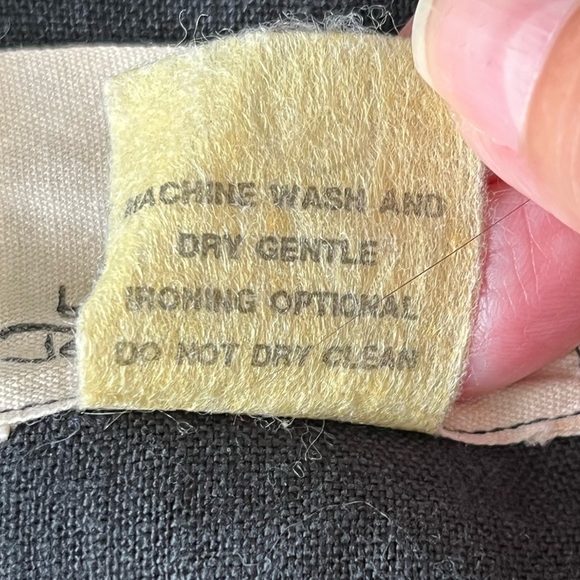 MACHINE WASH AND
DRY GENTLE
IRONING OPTIONAL
DO NOT DRY CLEAN